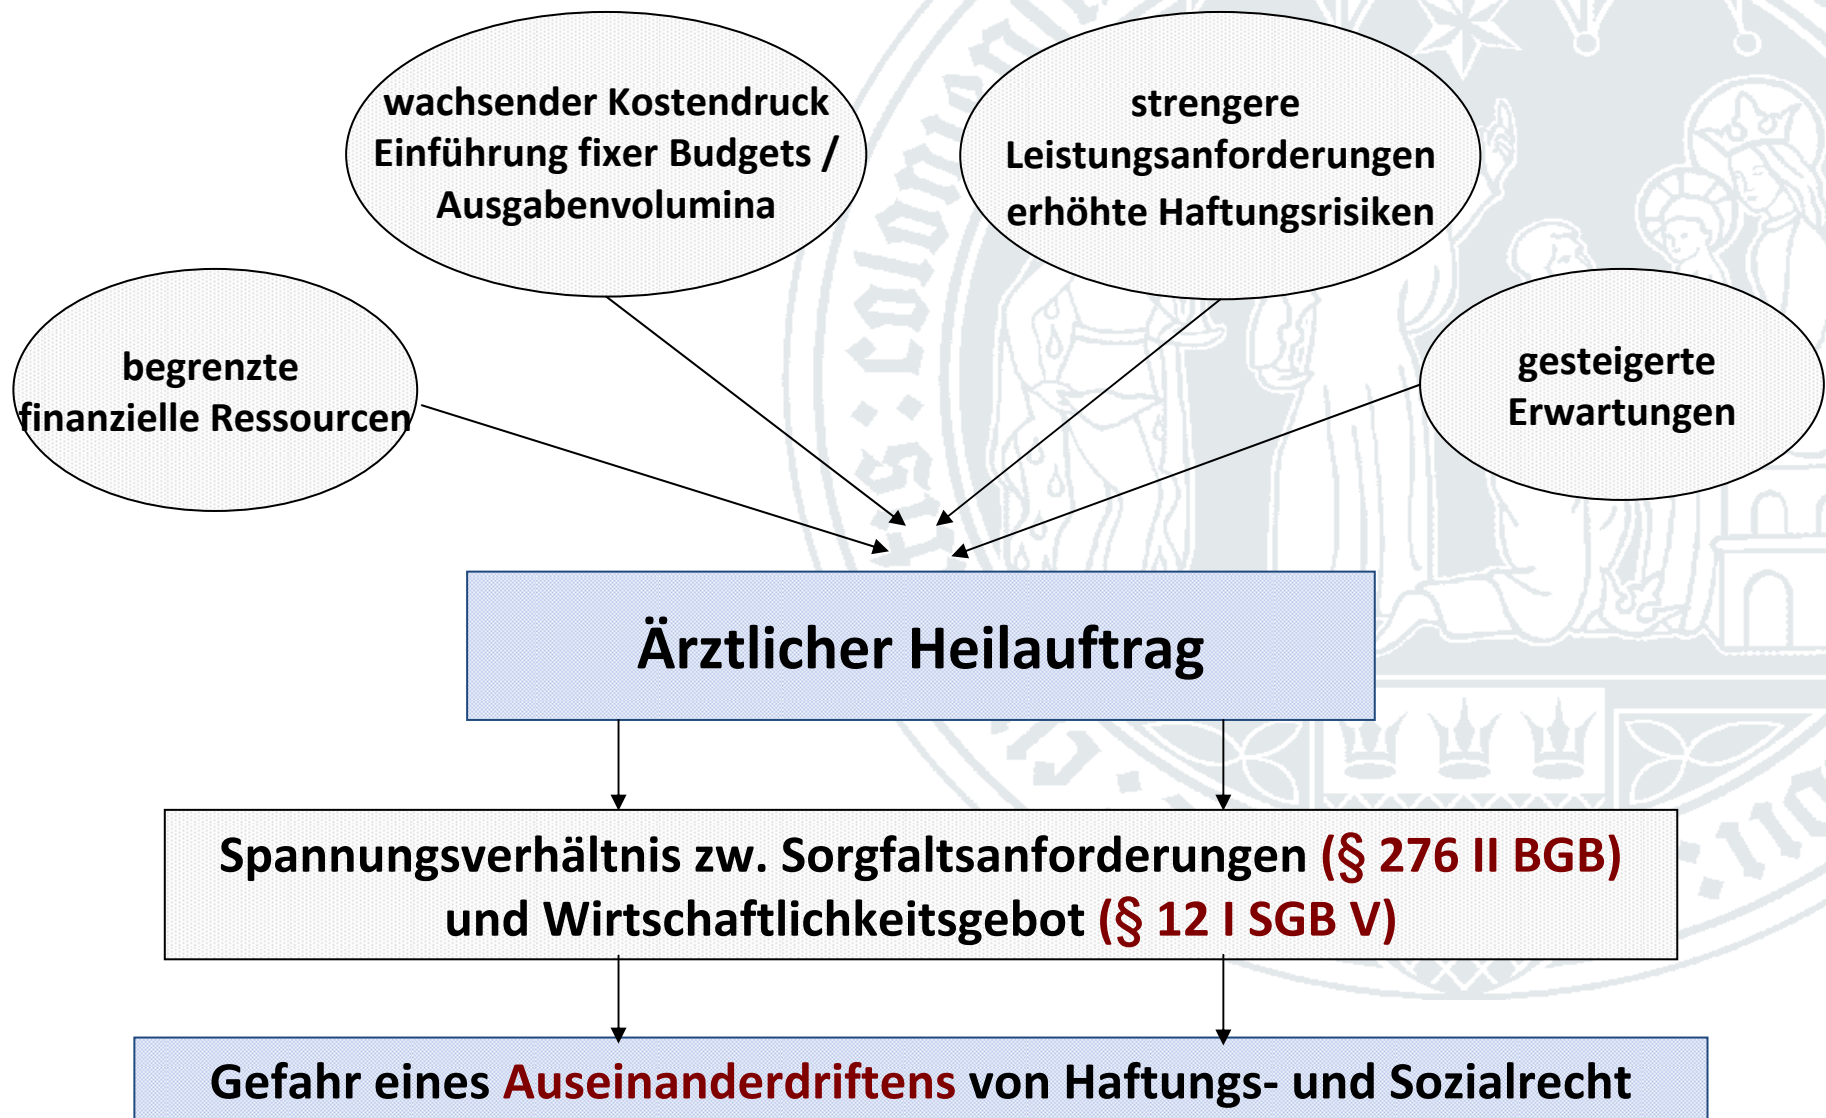 wachsender Kostendruck
Einführung fixer Budgets /
Ausgabenvolumina
strengere
Leistungsanforderungen
erhöhte Haftungsrisiken
begrenzte
finanzielle Ressourcen
gesteigerte
Erwartungen
Ärztlicher Heilauftrag
Spannungsverhältnis zw. Sorgfaltsanforderungen (§ 276 II BGB)
und Wirtschaftlichkeitsgebot (§ 12 I SGB V)
Gefahr eines Auseinanderdriftens von Haftungs- und Sozialrecht